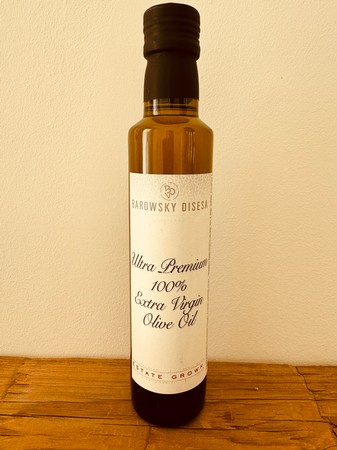 BAROWSKY DISESA
Ultra Premium
100%
Extra Virgin
Olive Oil
ESTATE GROWN